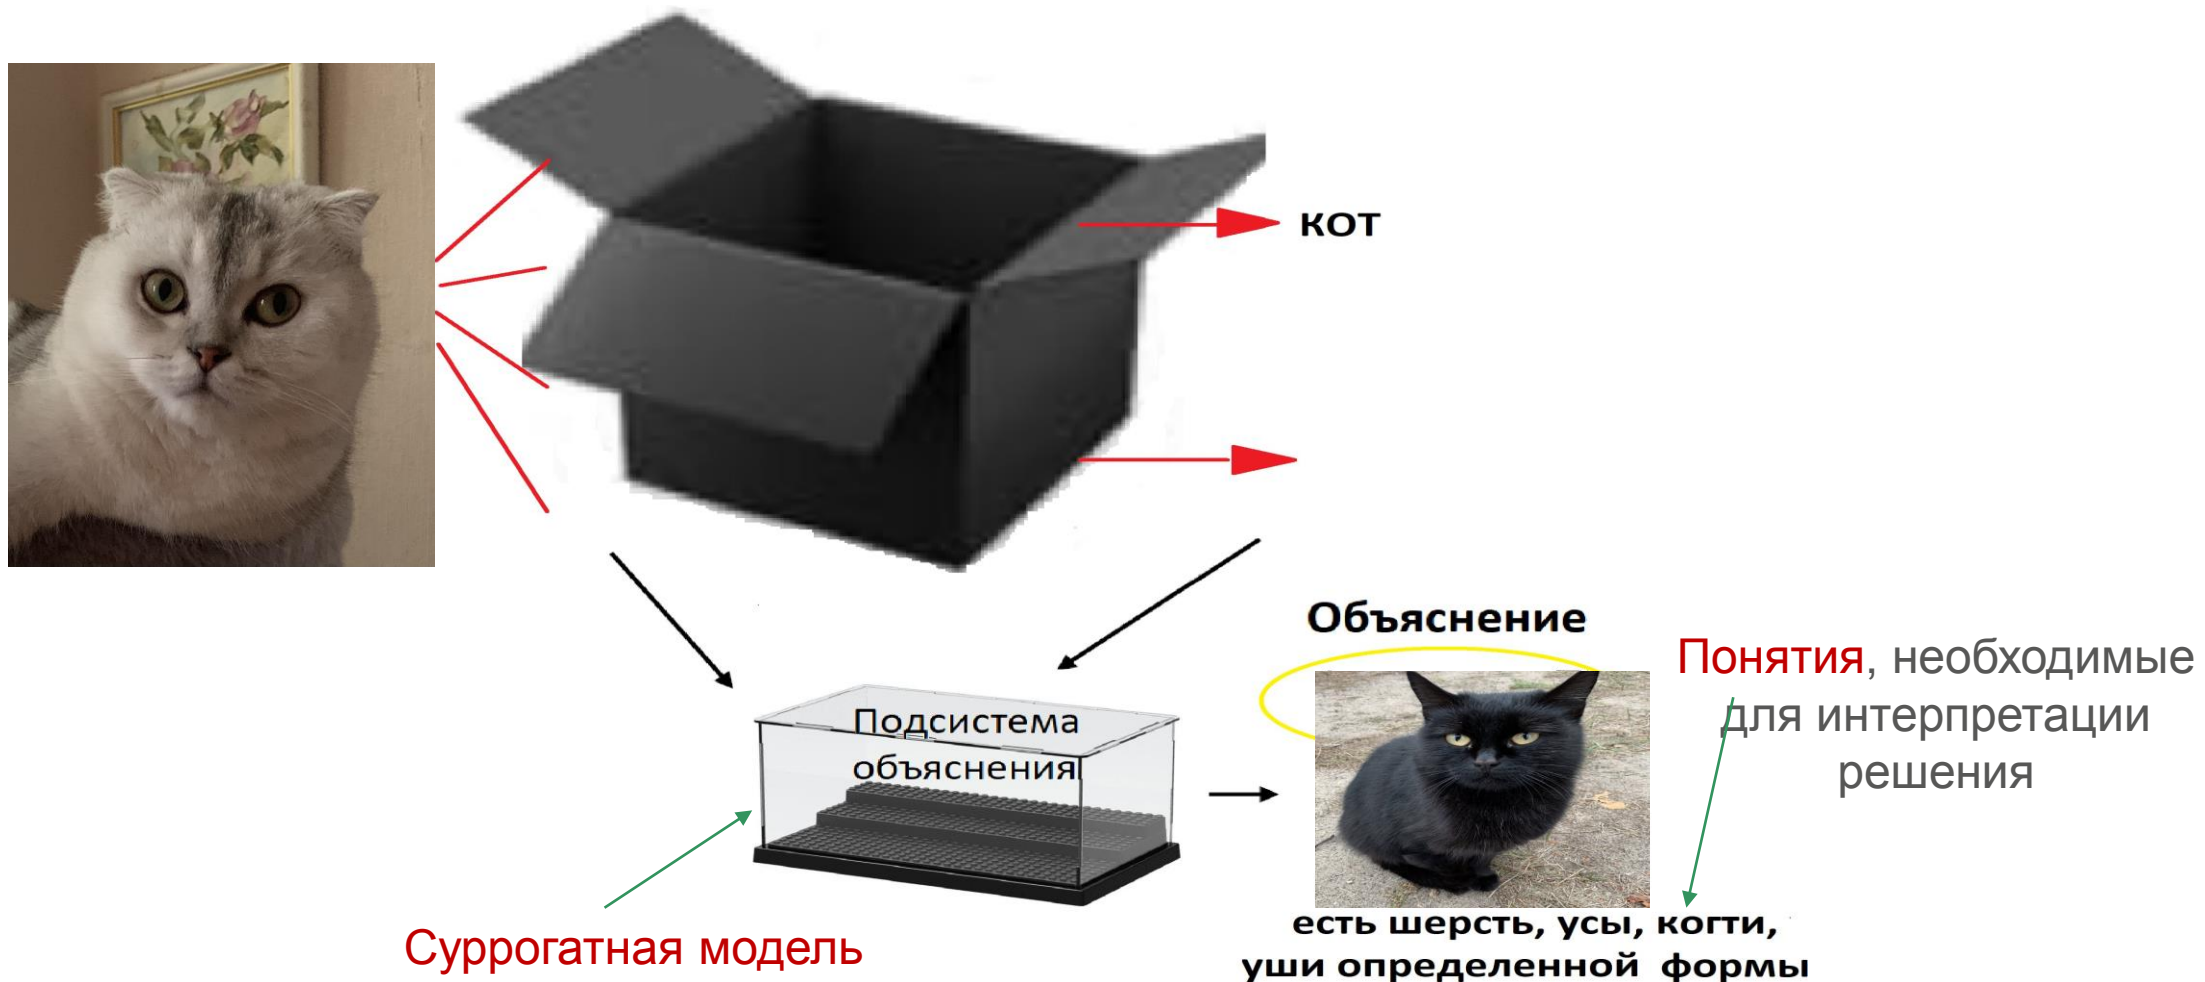 КОТ
Объяснение
Понятия, необходимые
для интерпретации
решения
Подсистема
объяснения
есть шерсть, усы, когти,
уши определенной формы
Суррогатная модель